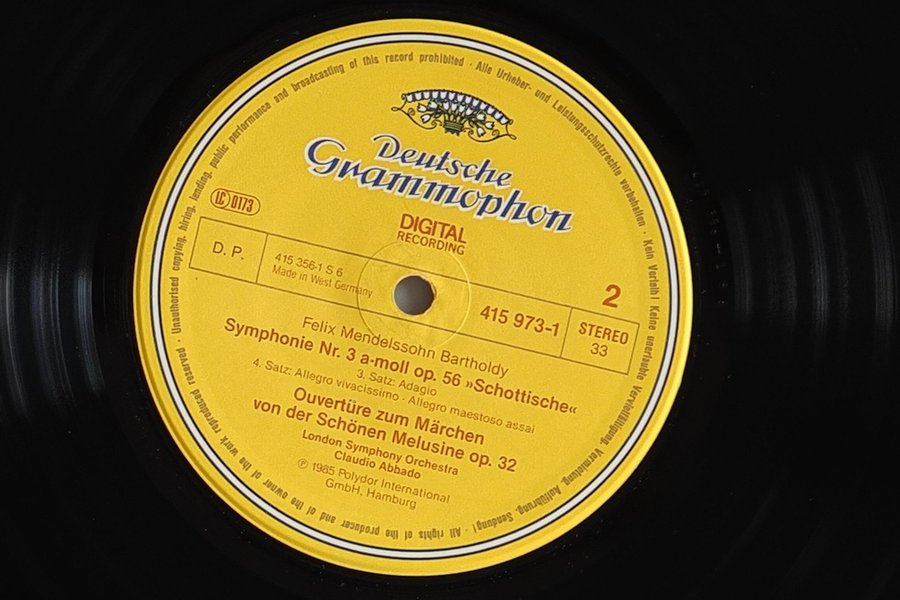 Unauthorised copying, hiring, lending, public performance and broadcasting of this record prohibited · Alle Urheber- und Leistungsschutzrechte vorbehalten · Kein Verleih! Keine unerlaubte Vervielfältigung, Vermietung, Aufführung, Sendung! · All rights of the producer and of the owner of the work reproduced reserved ·
Deutsche
Grammophon
LC 0173
DIGITAL
RECORDING
2
D. P.
415 356-1 S 6
Made in West Germany
415 973-1
STEREO
33
Felix Mendelssohn Bartholdy
Symphonie Nr. 3 a-moll op. 56 »Schottische«
3. Satz: Adagio
4. Satz: Allegro vivacissimo · Allegro maestoso assai
Ouvertüre zum Märchen
von der Schönen Melusine op. 32
London Symphony Orchestra
Claudio Abbado
℗ 1985 Polydor International
GmbH, Hamburg